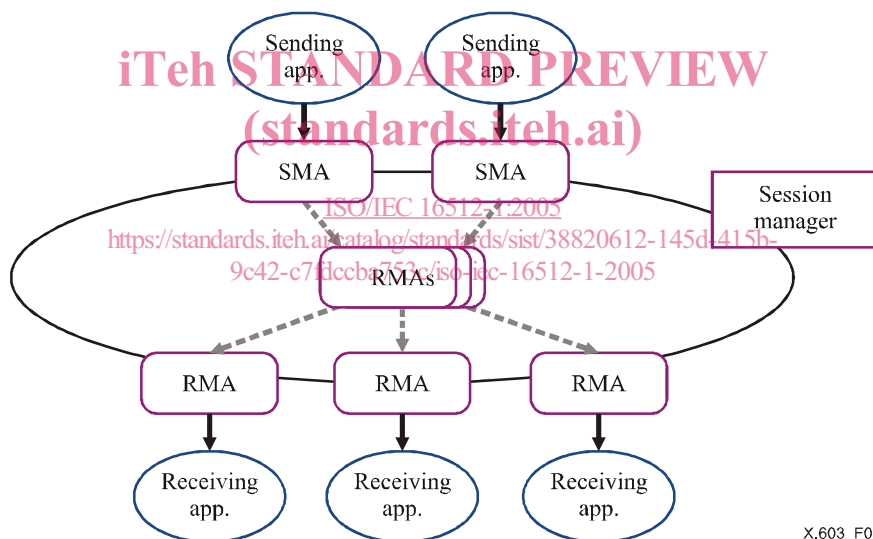 Sending
app.
Sending
app.
iTeh STANDARD PREVIEW
(standards.iteh.ai)
SMA
SMA
Session
manager
ISO/IEC 16512-1:2005
https://standards.iteh.ai/catalog/standards/sist/38820612-145d-415b-
9c42-c7fdccba753c/iso-iec-16512-1-2005
RMAs
RMA
RMA
RMA
Receiving
app.
Receiving
app.
Receiving
app.
X.603_F0